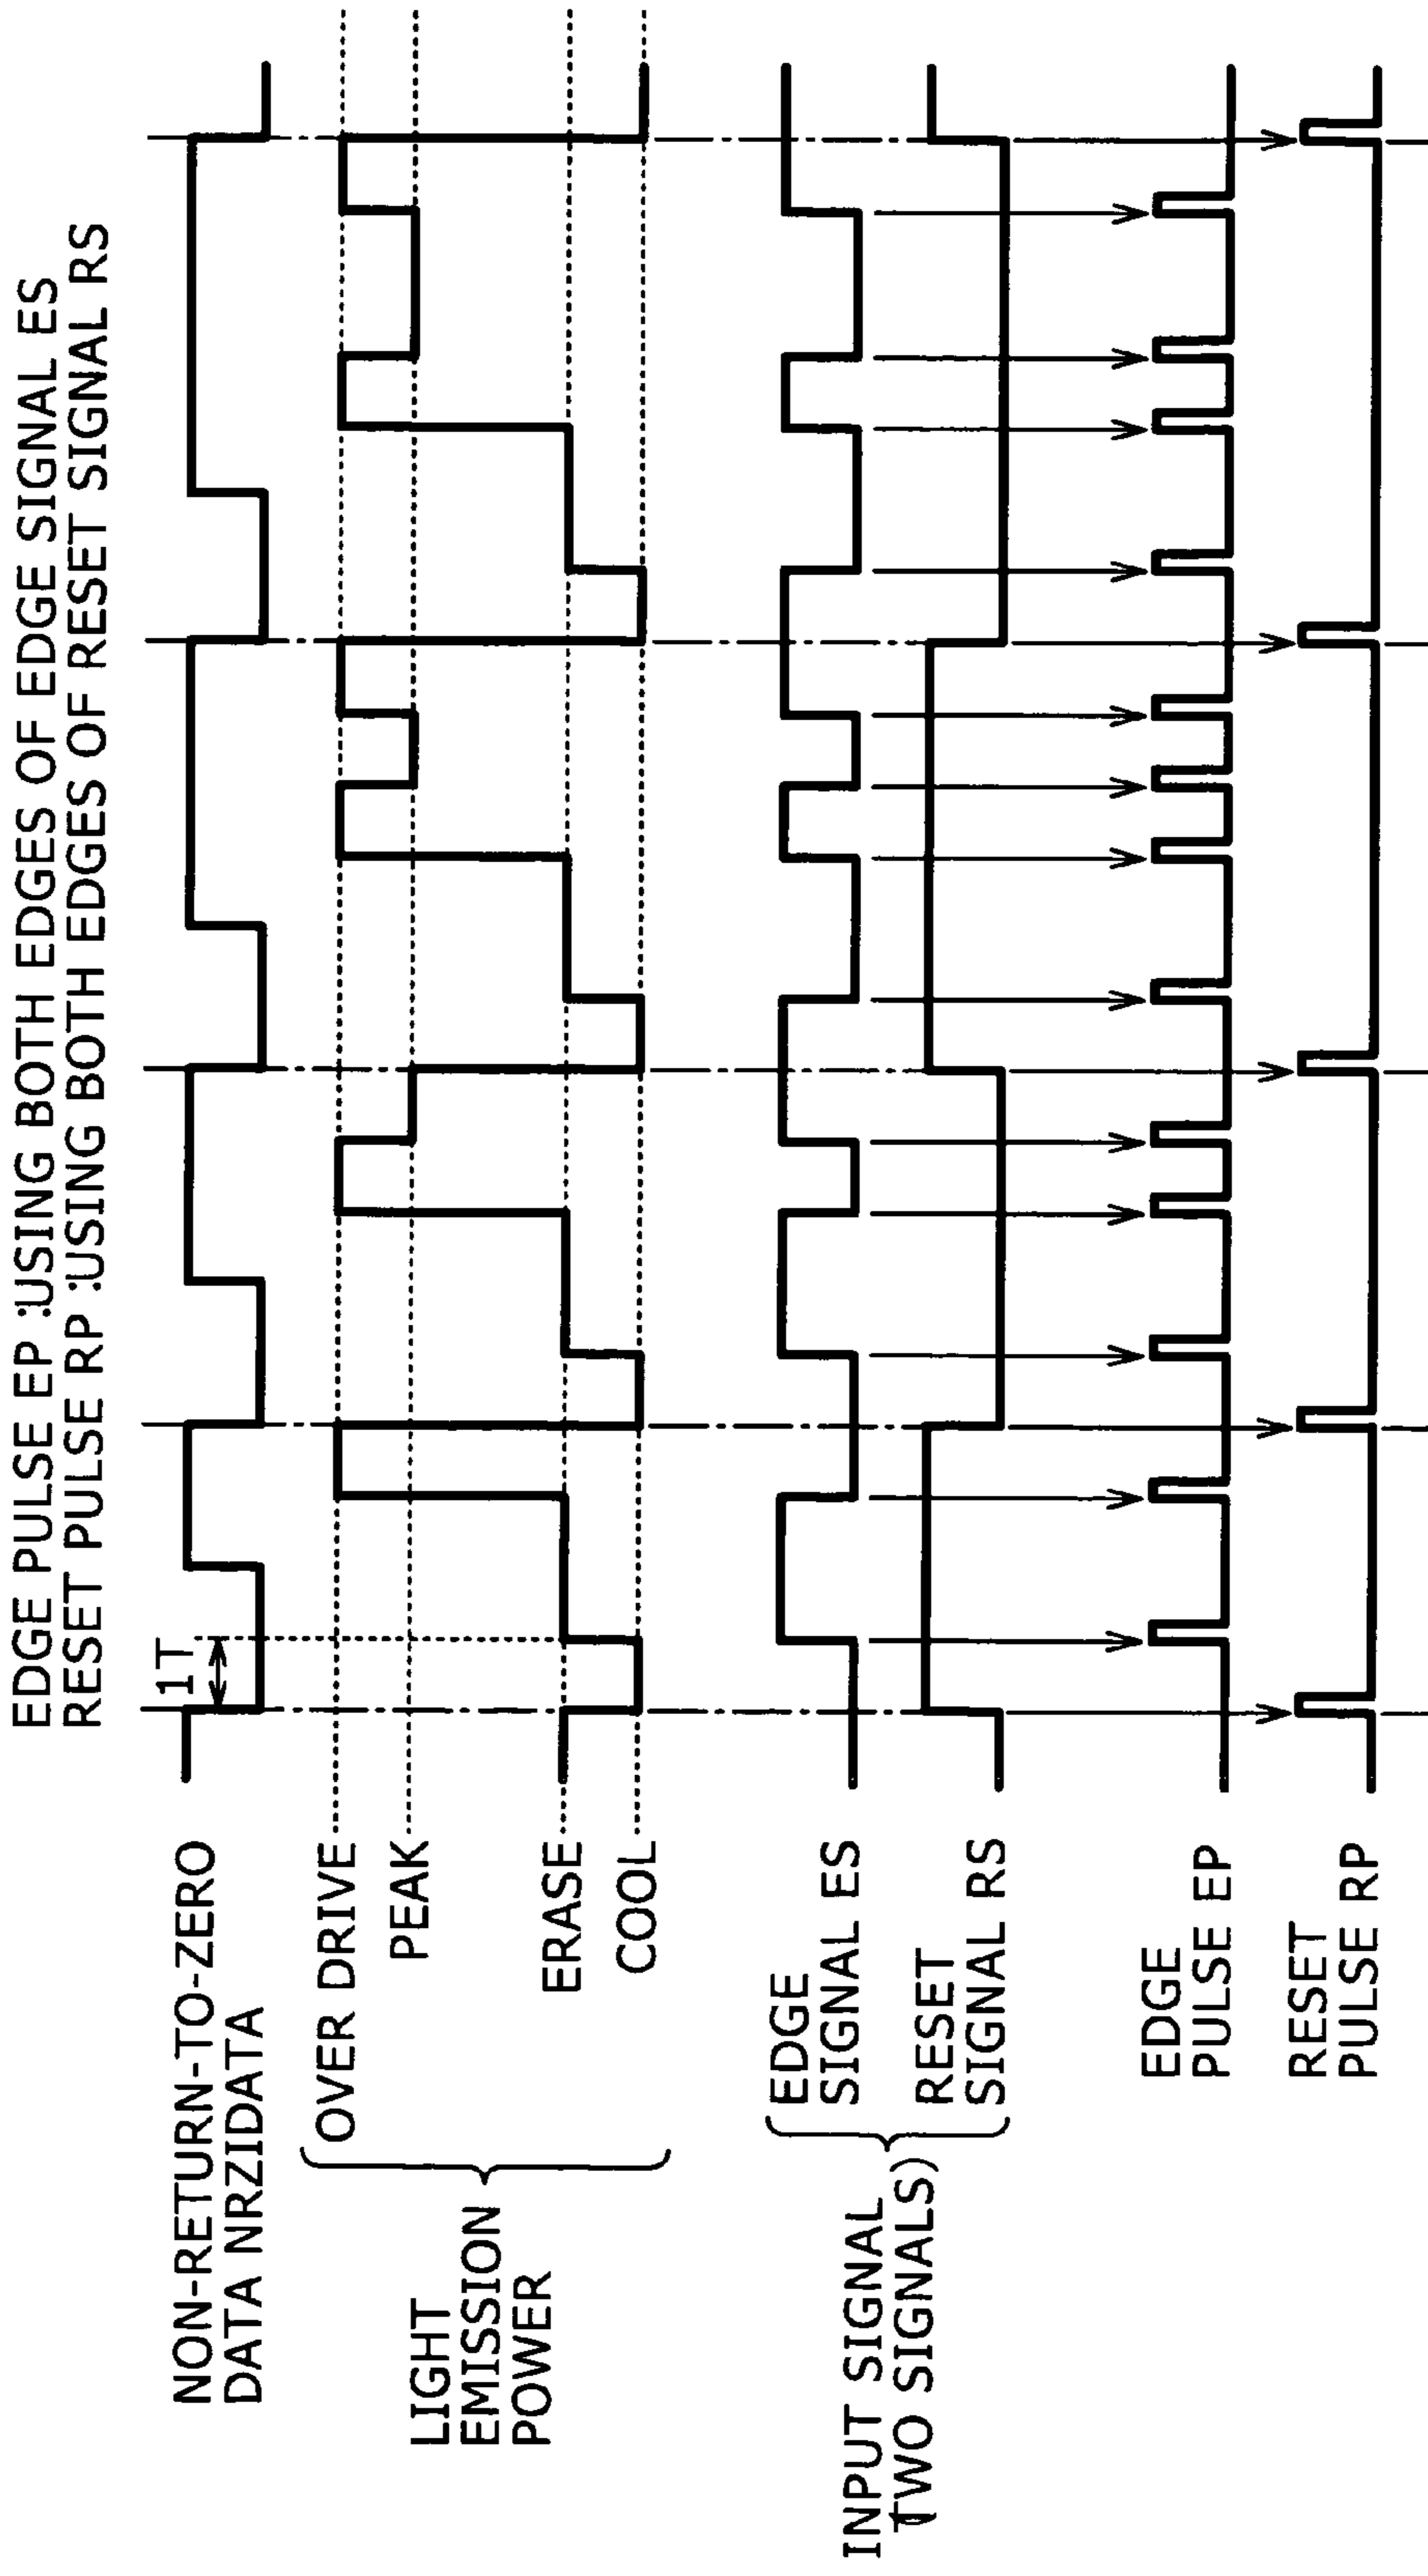 EDGE PULSE EP :USING BOTH EDGES OF EDGE SIGNAL ES
RESET PULSE RP :USING BOTH EDGES OF RESET SIGNAL RS
1T
NON-RETURN-TO-ZERO
DATA NRZIDATA
LIGHT
EMISSION
POWER
OVER DRIVE
PEAK
ERASE
COOL
INPUT SIGNAL
(TWO SIGNALS)
EDGE
SIGNAL ES
RESET
SIGNAL RS
EDGE
PULSE EP
RESET
PULSE RP